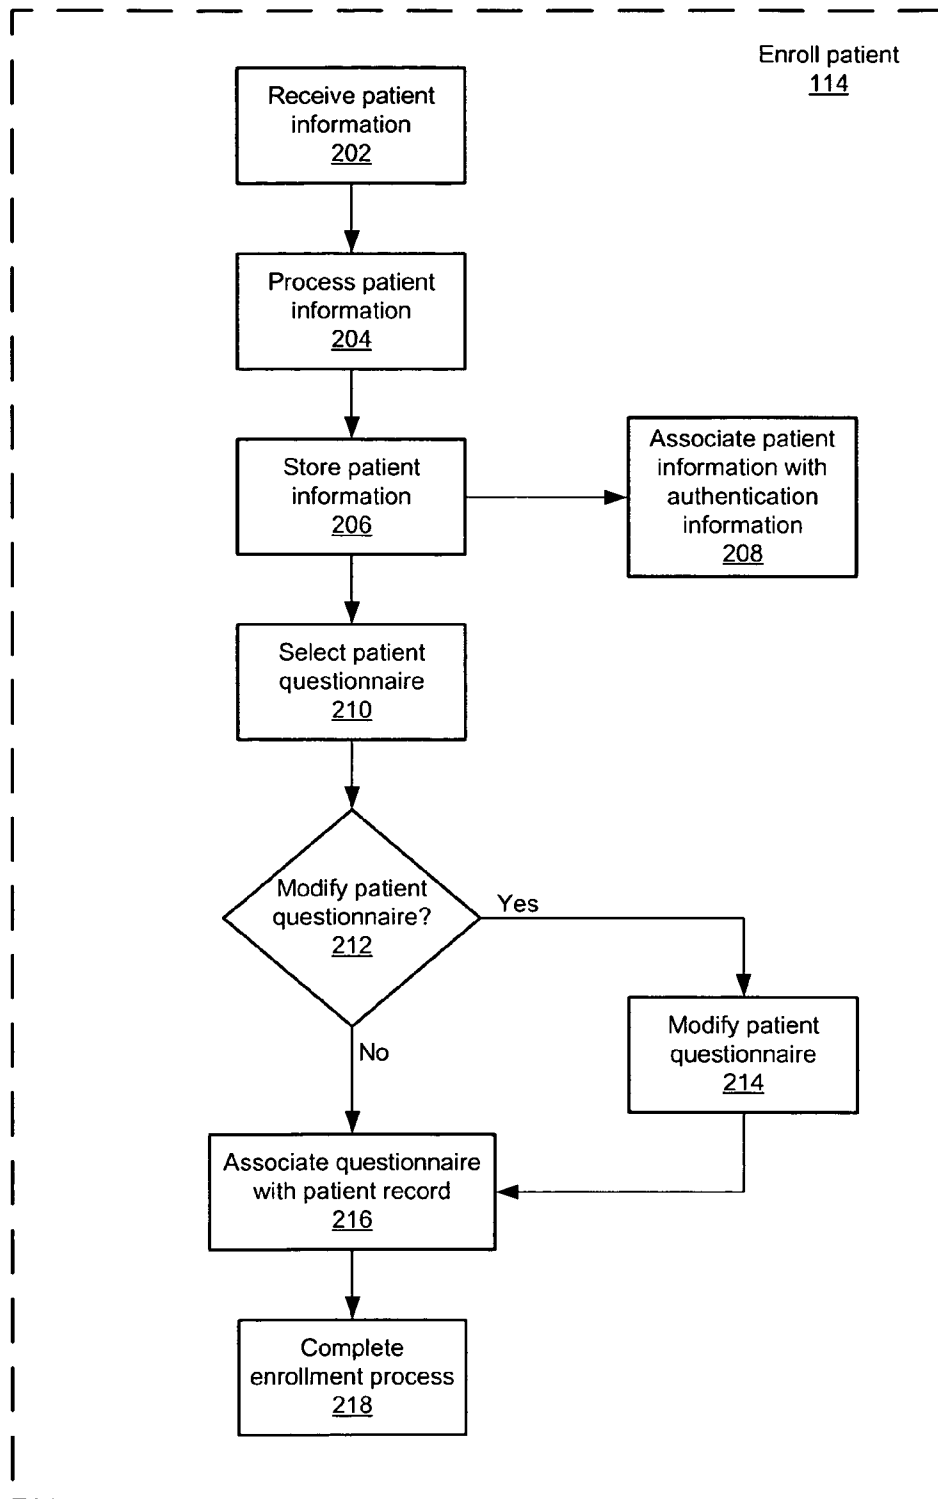 Enroll patient
114
Receive patient
information
202
Process patient
information
204
Store patient
information
206
Associate patient
information with
authentication
information
208
Select patient
questionnaire
210
Modify patient
questionnaire?
212
Yes
No
Modify patient
questionnaire
214
Associate questionnaire
with patient record
216
Complete
enrollment process
218